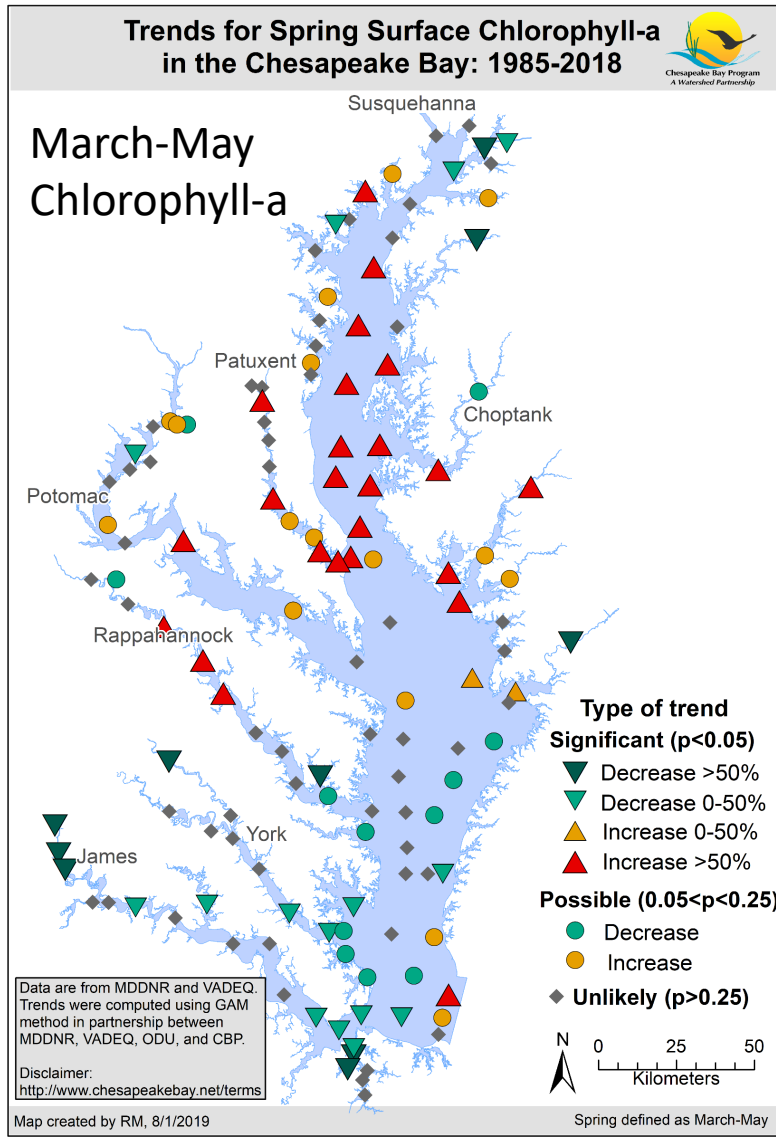 Trends for Spring Surface Chlorophyll-a
in the Chesapeake Bay: 1985-2018
Chesapeake Bay Program
A Watershed Partnership
March-May
Chlorophyll-a
Susquehanna
Patuxent
Choptank
Potomac
Rappahannock
York
James
Type of trend
Significant (p<0.05)
Decrease >50%
Decrease 0-50%
Increase 0-50%
Increase >50%
Possible (0.05<p<0.25)
Decrease
Increase
Unlikely (p>0.25)
N
0 25 50
Kilometers
Data are from MDDNR and VADEQ.
Trends were computed using GAM
method in partnership between
MDDNR, VADEQ, ODU, and CBP.
Disclaimer:
http://www.chesapeakebay.net/terms
Map created by RM, 8/1/2019
Spring defined as March-May